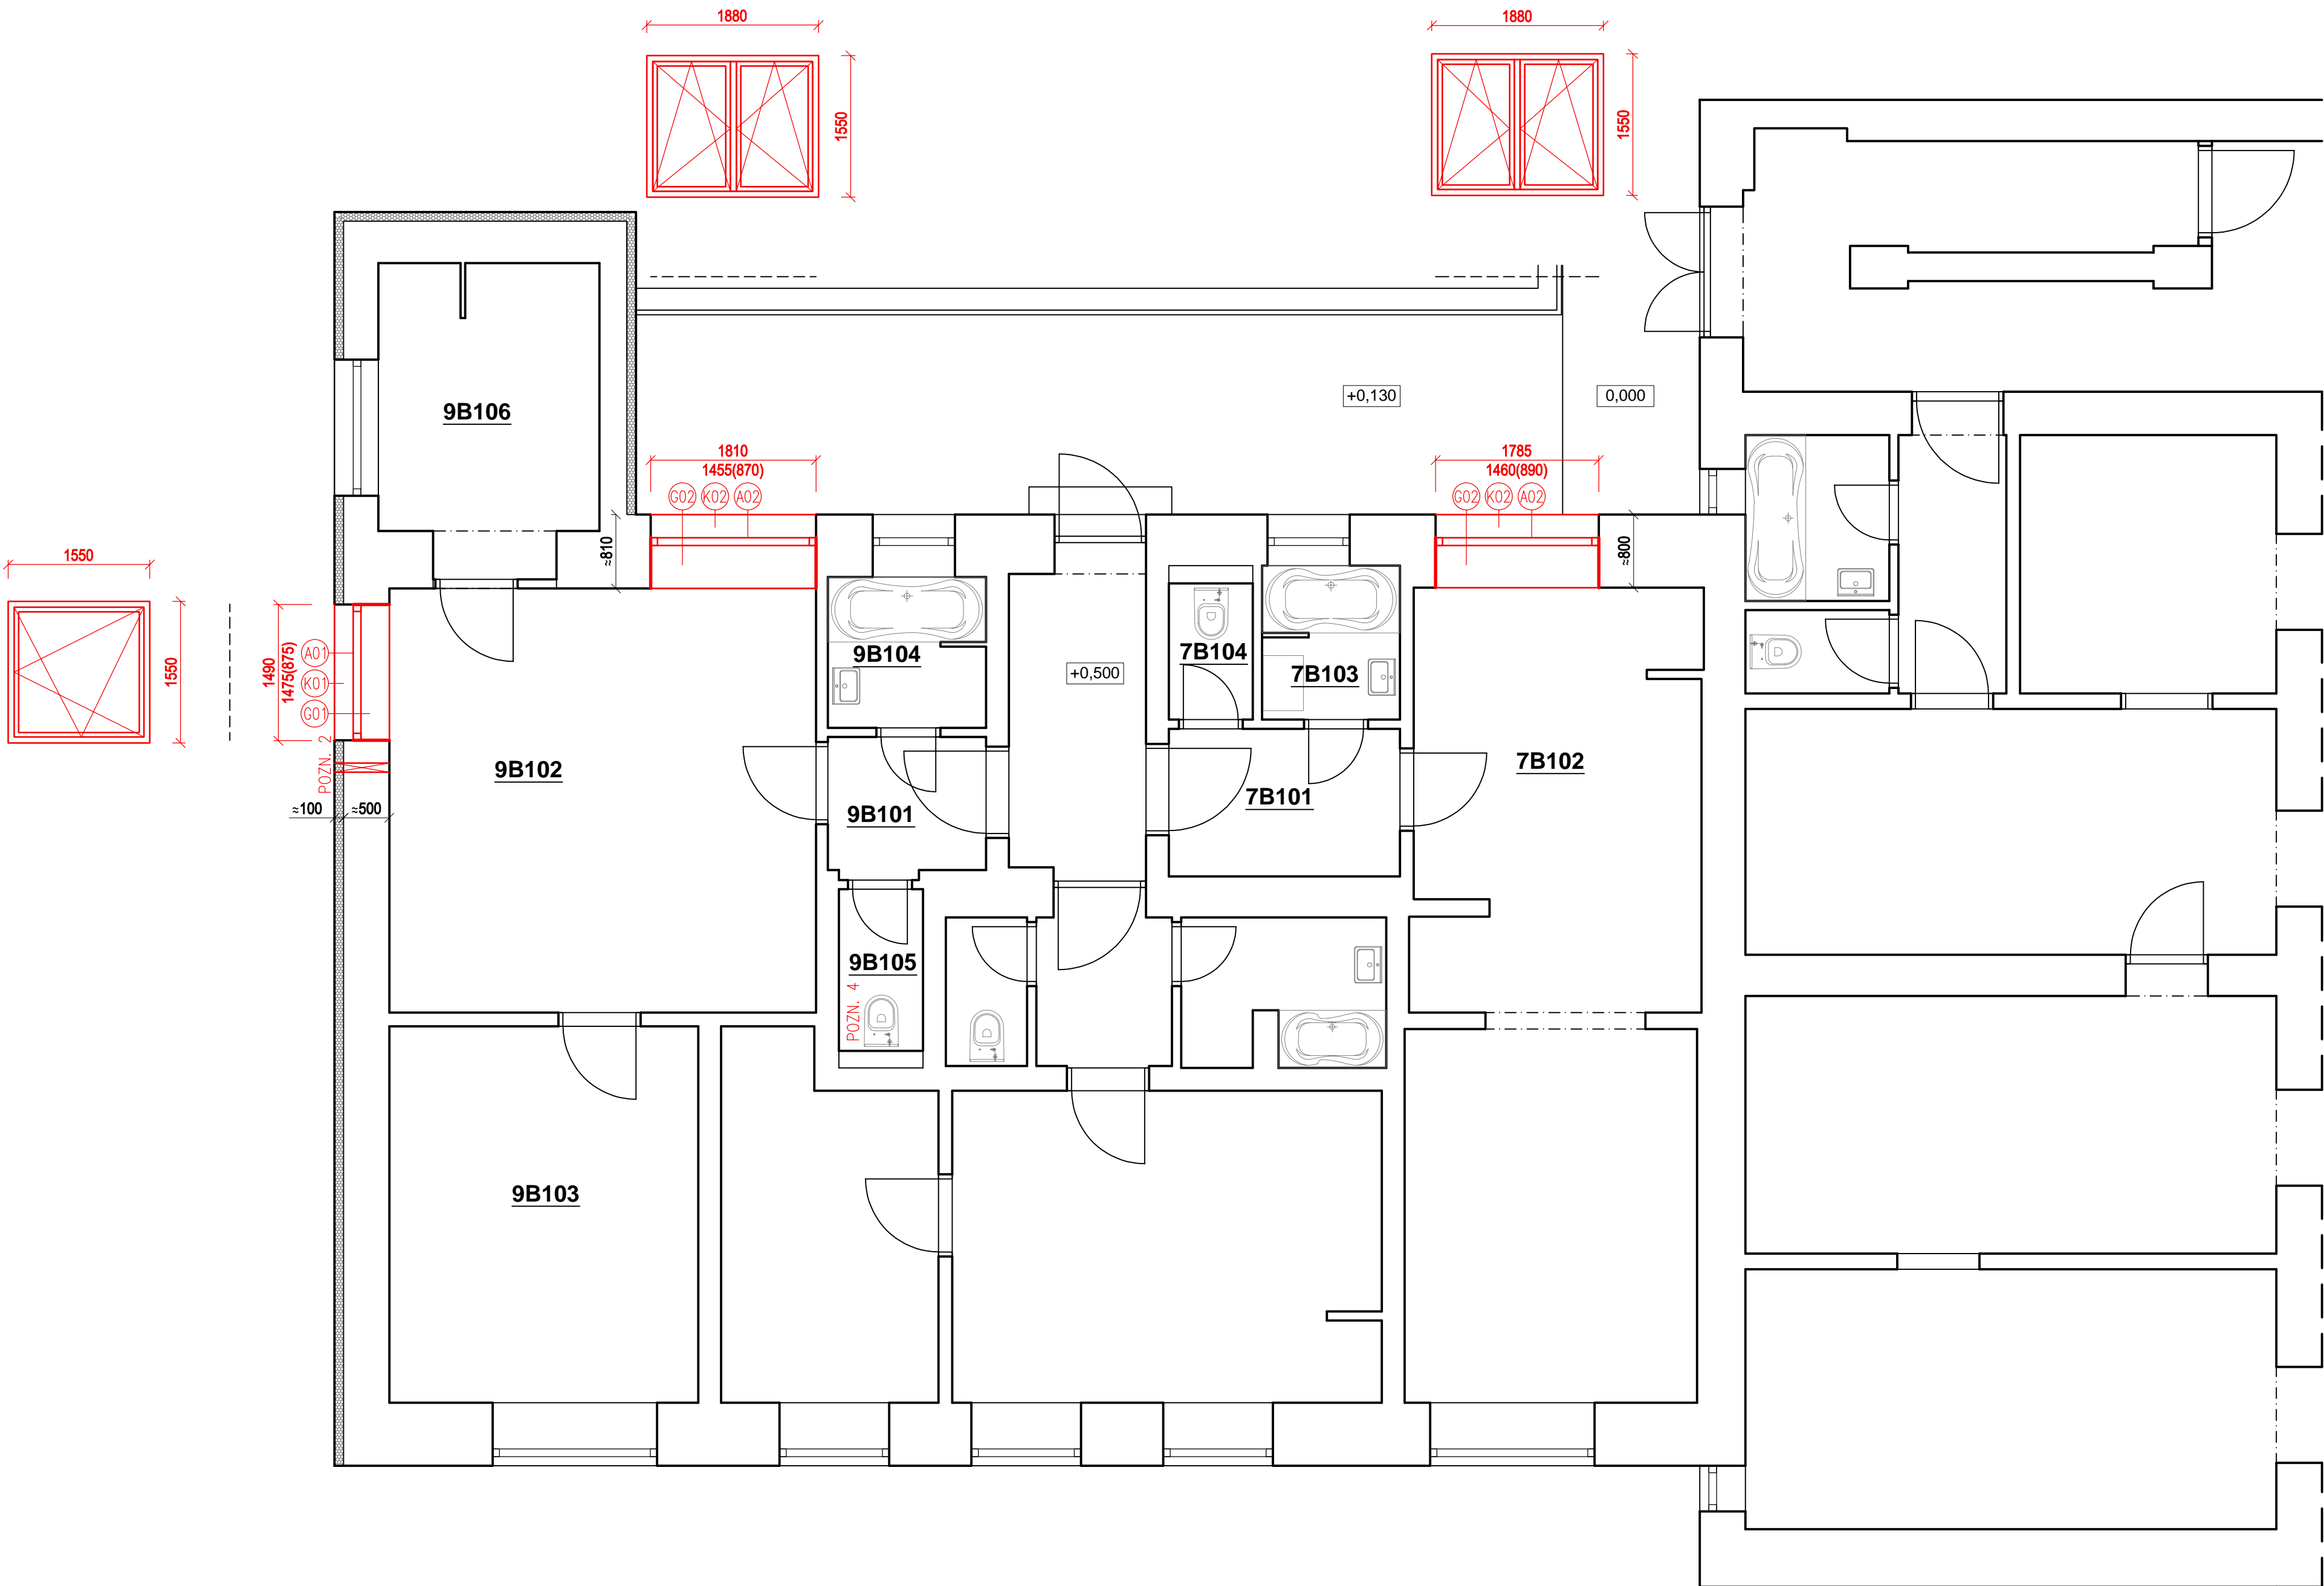 1880
1880
1550
1550
9B106
+0,130
0,000
1810
1455(870)
G02 K02 A02
1785
1460(890)
G02 K02 A02
≈810
≈800
1550
1550
1490
1475(875)
A01
K01
G01
POZN. 2
≈100
≈500
9B102
9B104
+0,500
7B104
7B103
7B102
9B101
7B101
9B105
POZN. 4
9B103